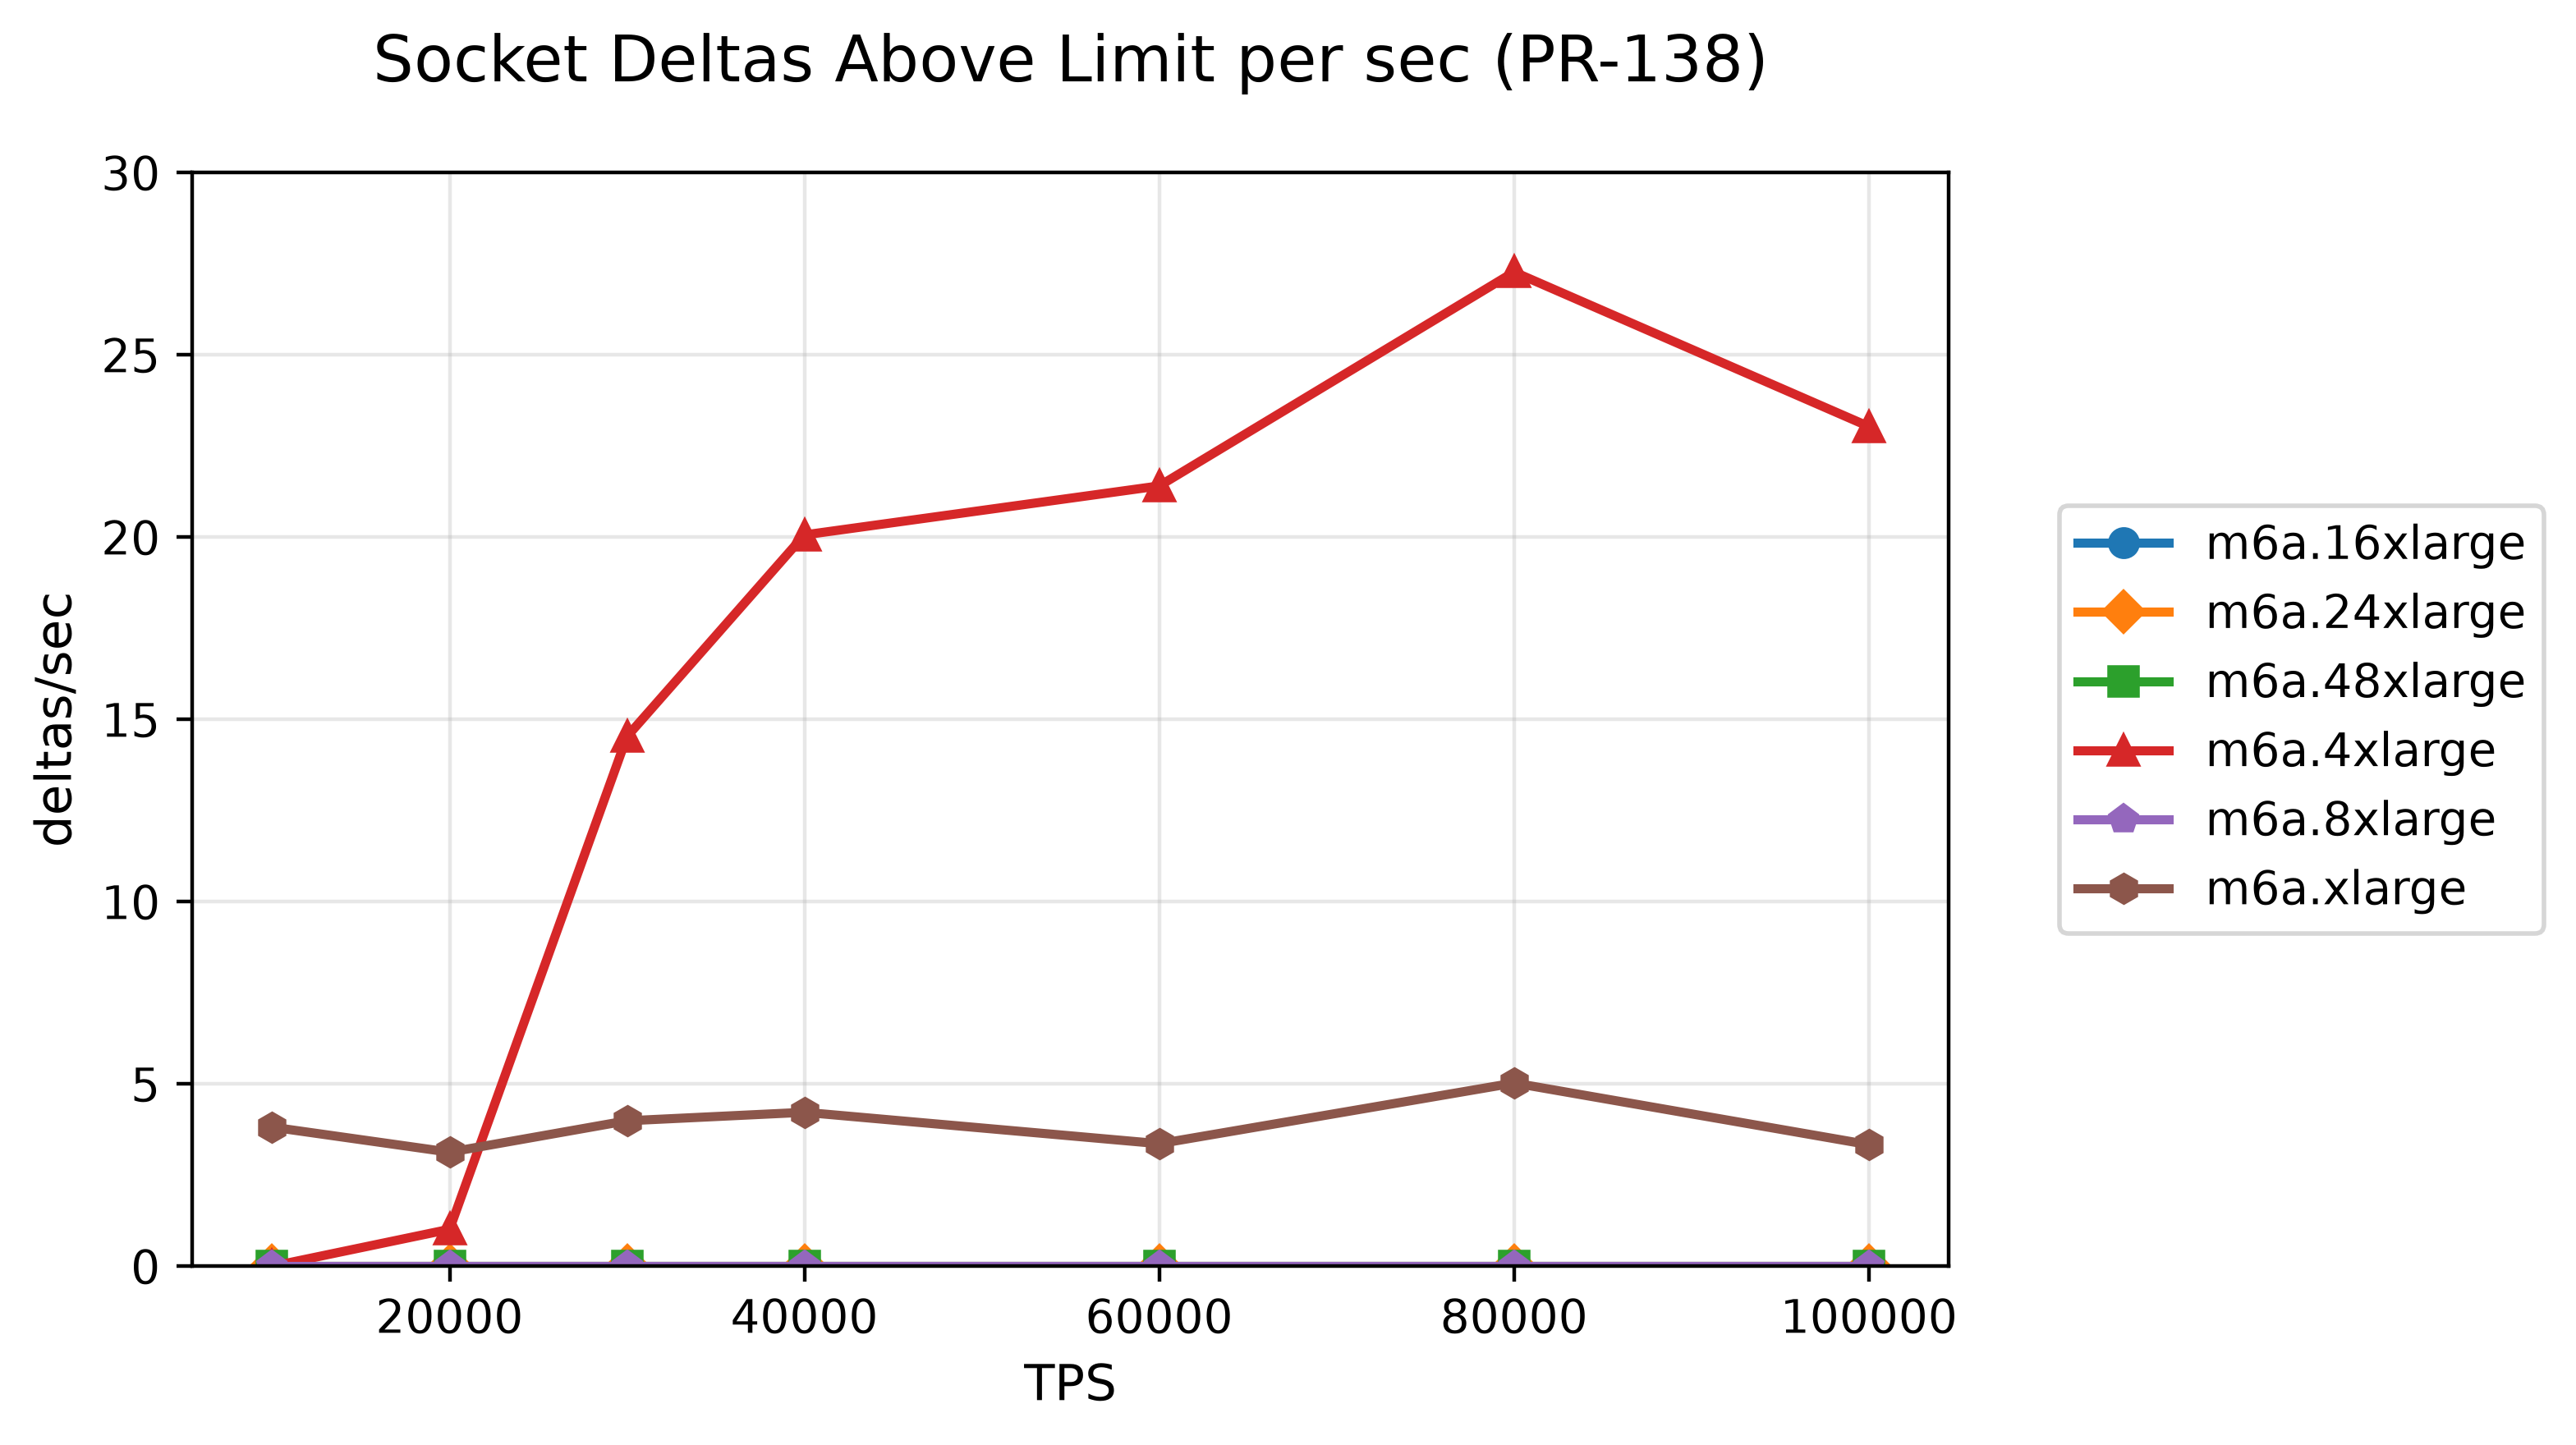 Socket Deltas Above Limit per sec (PR-138)
30
25
20
15
10
5
0
deltas/sec
20000 40000 60000 80000 100000
TPS
m6a.16xlarge
m6a.24xlarge
m6a.48xlarge
m6a.4xlarge
m6a.8xlarge
m6a.xlarge